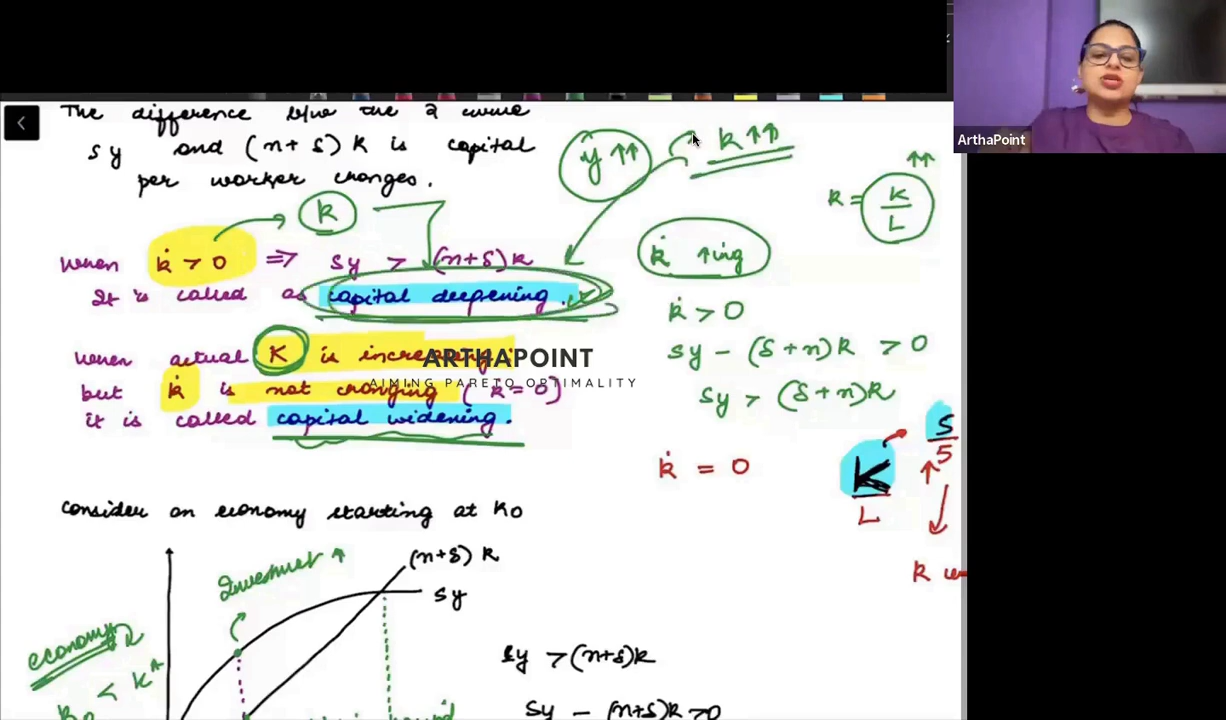 The difference b/w the 2 curve
sy and (n+δ)k is capital
per worker changes.
ẏ ↑↑
k ↑↑
k = K/L ↑↑
k
When k̇ > 0 ⇒ sy > (n+δ)k
It is called as capital deepening.
k̇ ↑ing
k̇ > 0
sy - (δ+n)k > 0
sy > (δ+n)k
When actual K is increasing
but k̇ is not changing (k̇=0)
it is called capital widening.
ARTHAPOINT
AIMING PARETO OPTIMALITY
k̇ = 0
K/L
5/5 ↑
k
consider an economy starting at k0
Investment ↑
(n+δ)k
sy
economy
k0 < k*
sy > (n+δ)k
sy - (n+δ)k > 0
ArthaPoint